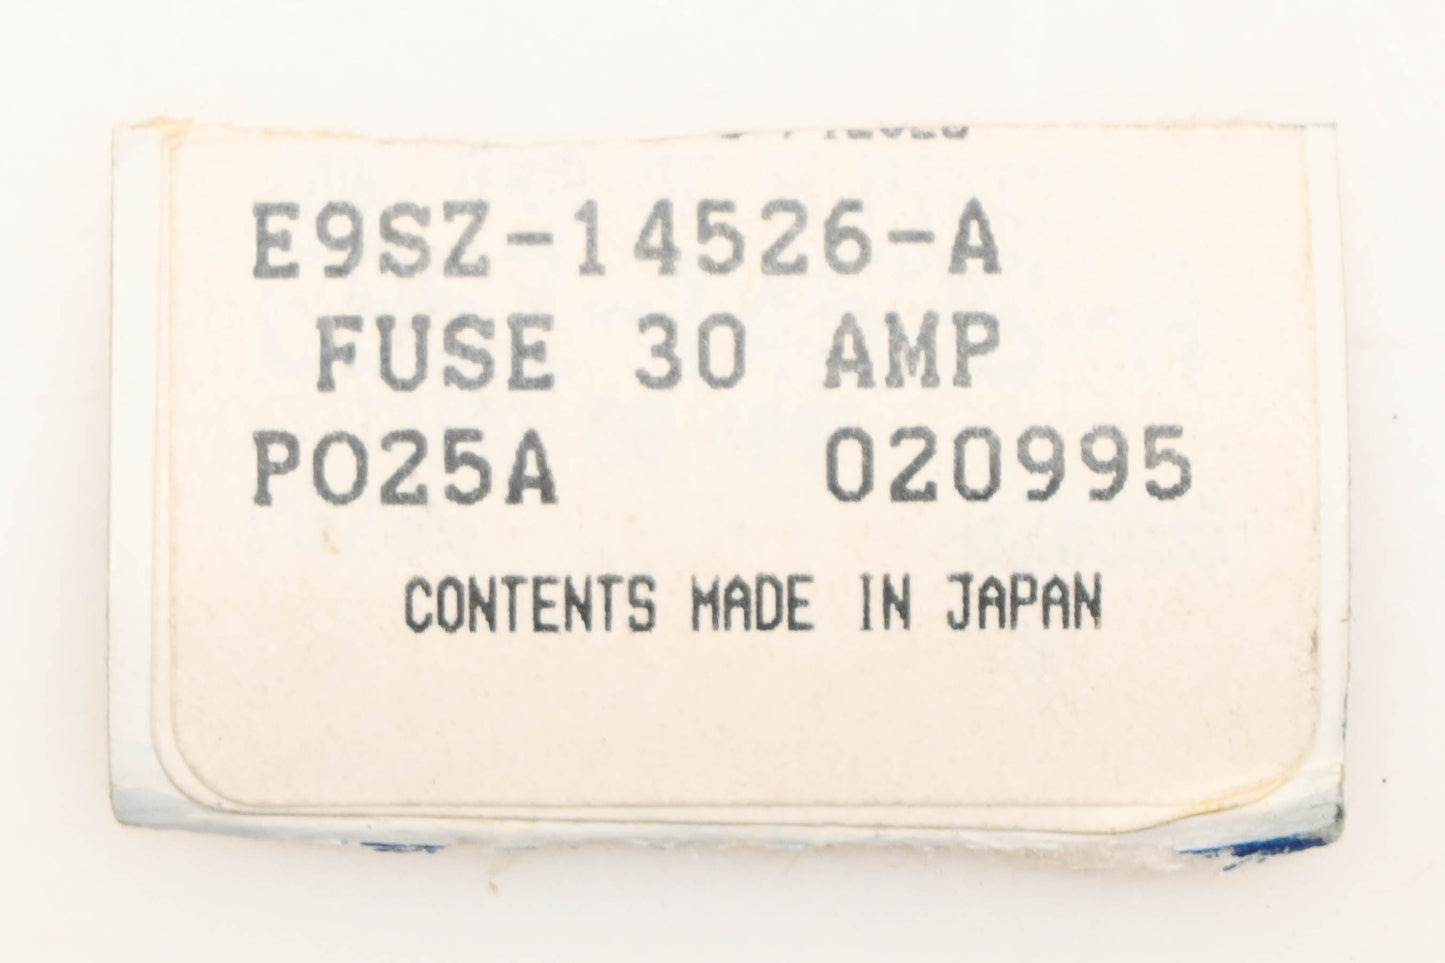 E9SZ-14526-A
FUSE 30 AMP
PO25A 020995
CONTENTS MADE IN JAPAN